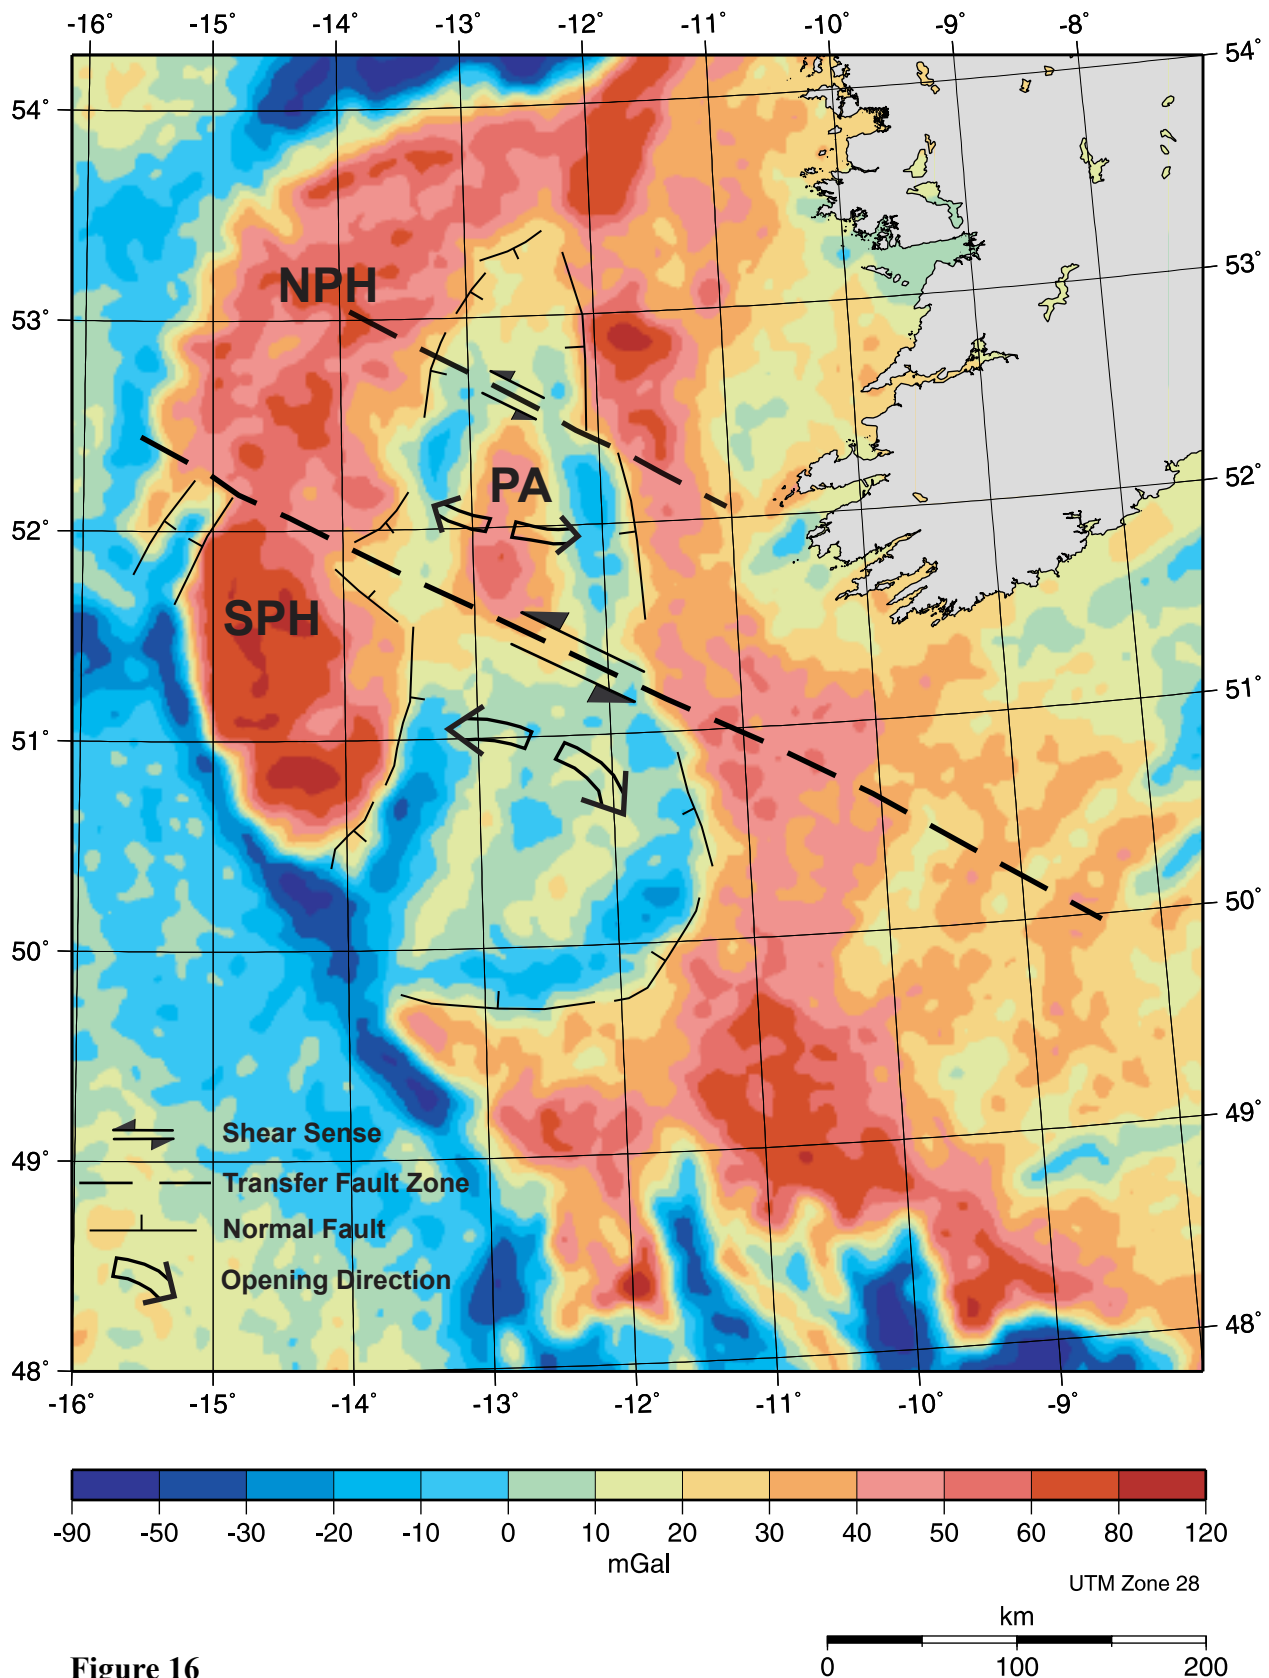 -16˚ -15˚ -14˚ -13˚ -12˚ -11˚ -10˚ -9˚ -8˚
54˚ 54˚
53˚ 53˚
52˚ 52˚
51˚ 51˚
50˚ 50˚
49˚ 49˚
48˚ 48˚
NPH
PA
SPH
Shear Sense
Transfer Fault Zone
Normal Fault
Opening Direction
-16˚ -15˚ -14˚ -13˚ -12˚ -11˚ -10˚ -9˚
-90 -50 -30 -20 -10 0 10 20 30 40 50 60 80 120
mGal
UTM Zone 28
km
0 100 200
Figure 16